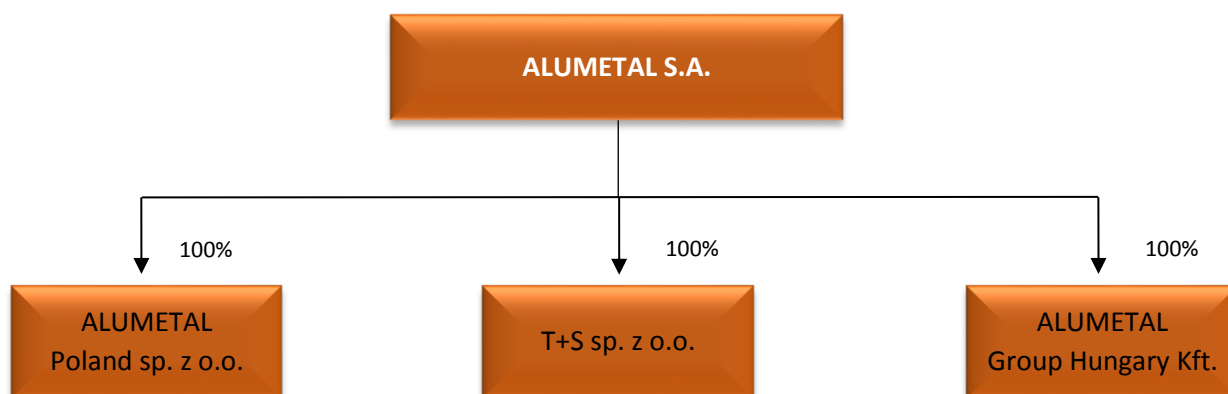 ALUMETAL S.A.
100%
100%
100%
ALUMETAL
Poland sp. z o.o.
T+S sp. z o.o.
ALUMETAL
Group Hungary Kft.